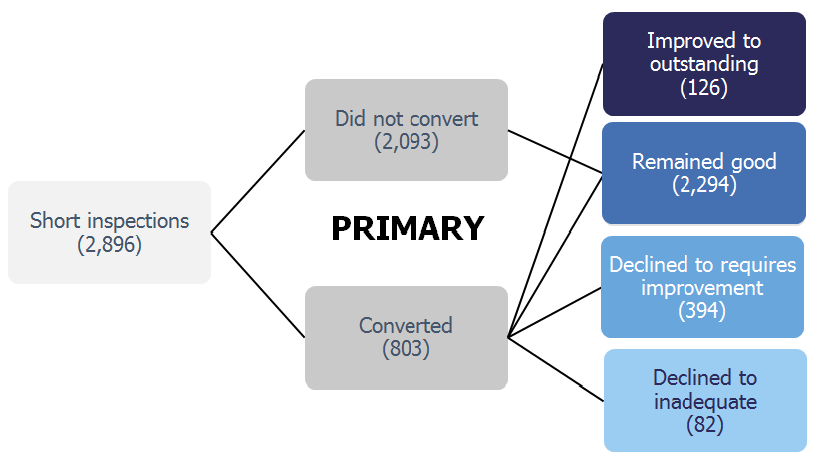 Short inspections
(2,896)
Did not convert
(2,093)
PRIMARY
Converted
(803)
Improved to
outstanding
(126)
Remained good
(2,294)
Declined to requires
improvement
(394)
Declined to
inadequate
(82)